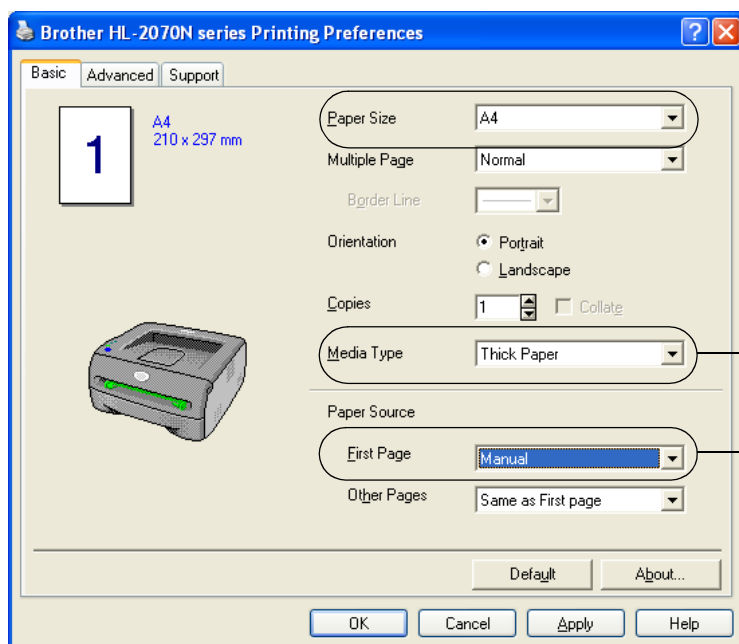 Brother HL-2070N series Printing Preferences
Basic Advanced Support
1
A4
210 x 297 mm
Paper Size A4
Multiple Page Normal
Border Line
Orientation Portrait
Landscape
Copies 1 Collate
Media Type Thick Paper
Paper Source
First Page Manual
Other Pages Same as First page
Default About...
OK Cancel Apply Help